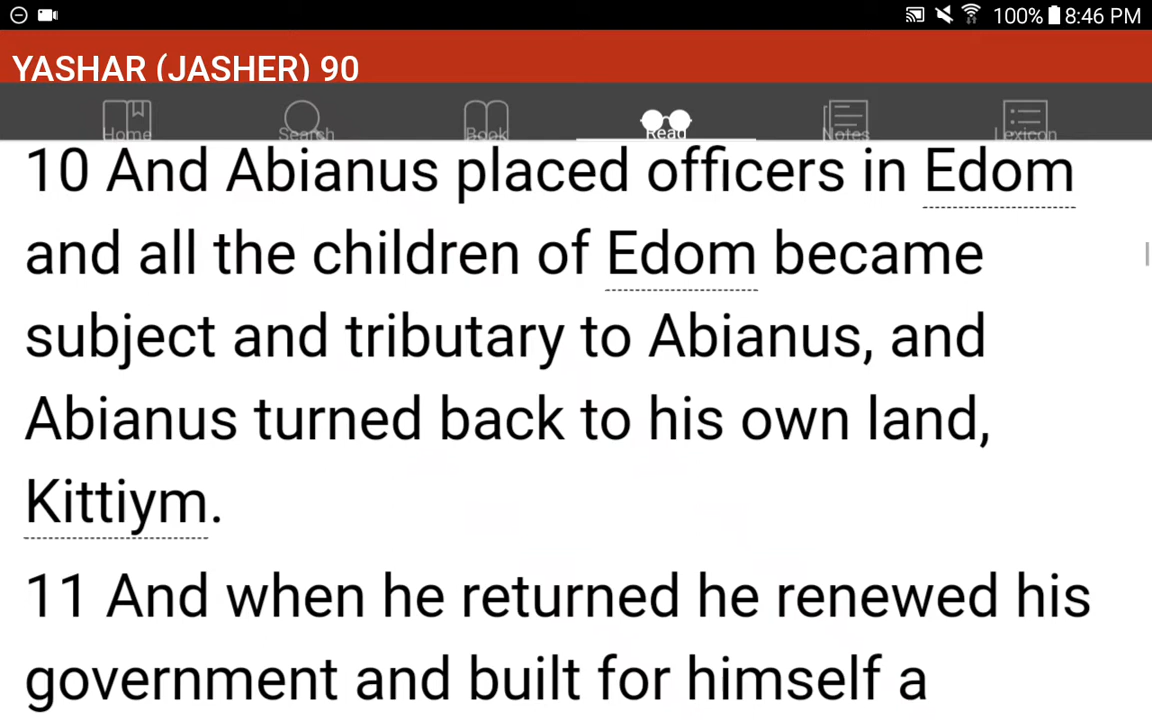 100% 8:46 PM
YASHAR (JASHER) 90
Home Search Book Read Notes Lexicon
10 And Abianus placed officers in Edom
and all the children of Edom became
subject and tributary to Abianus, and
Abianus turned back to his own land,
Kittiym.
11 And when he returned he renewed his
government and built for himself a